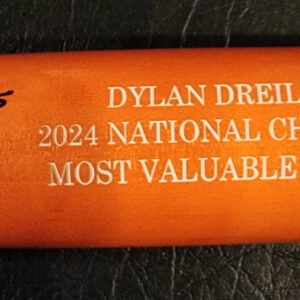 DYLAN DREIL
2024 NATIONAL CH
MOST VALUABLE